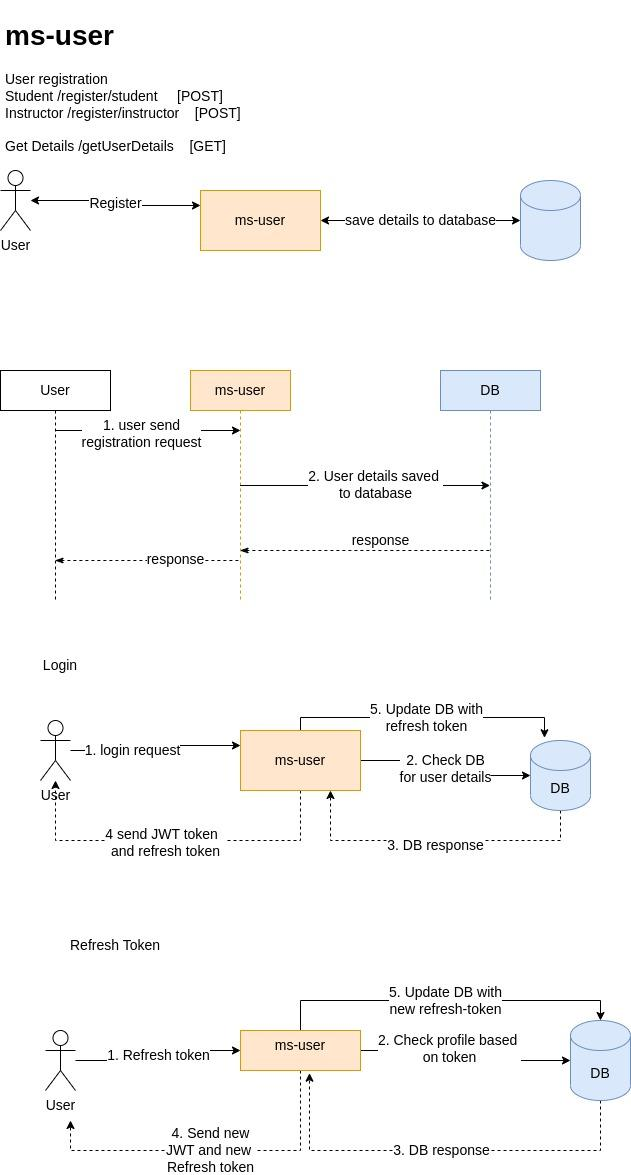 ms-user
User registration
Student /register/student [POST]
Instructor /register/instructor [POST]
Get Details /getUserDetails [GET]
Register
ms-user
save details to database
User
User
ms-user
DB
1. user send
registration request
2. User details saved
to database
response
response
Login
5. Update DB with
refresh token
1. login request
ms-user
2. Check DB
for user details
DB
User
4 send JWT token
and refresh token
3. DB response
Refresh Token
5. Update DB with
new refresh-token
1. Refresh token
ms-user
2. Check profile based
on token
DB
User
4. Send new
JWT and new
Refresh token
3. DB response